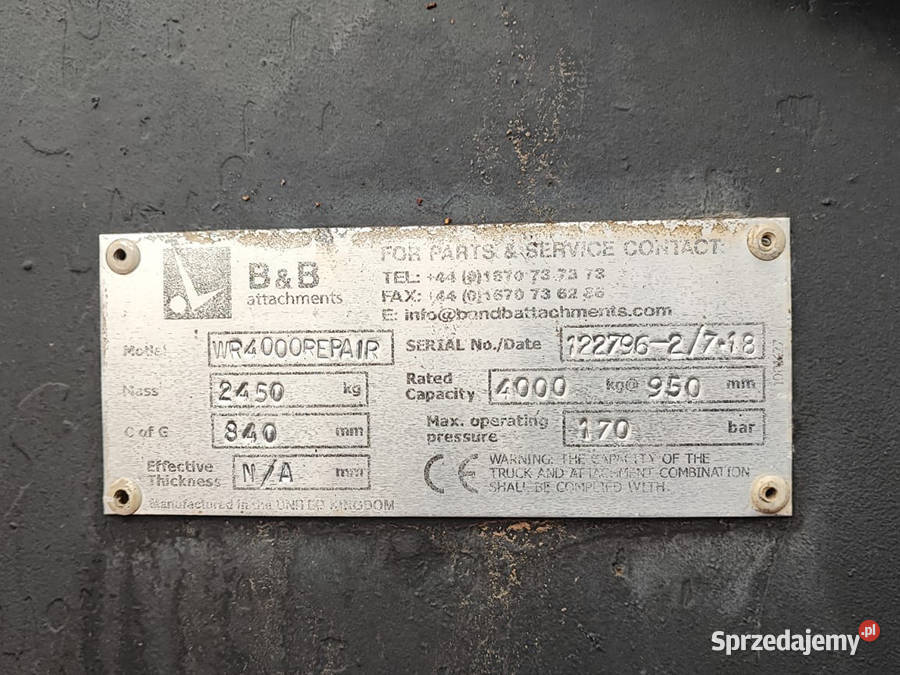 B&B
attachments
FOR PARTS & SERVICE CONTACT:
TEL: +44 (0)1670 73 73 73
FAX: +44 (0)1670 73 62 86
E: info@bandbattachments.com
Model WR4000REPAIR
SERIAL No./Date 122796-2/7-18
Mass 2450 kg
Rated Capacity 4000 kg@ 950 mm
C of G 840 mm
Max. operating pressure 170 bar
Effective Thickness N/A mm
CE
WARNING: THE CAPACITY OF THE
TRUCK AND ATTACHMENT COMBINATION
SHALL BE COMPLIED WITH.
Manufactured in the UNITED KINGDOM
Sprzedajemy.pl